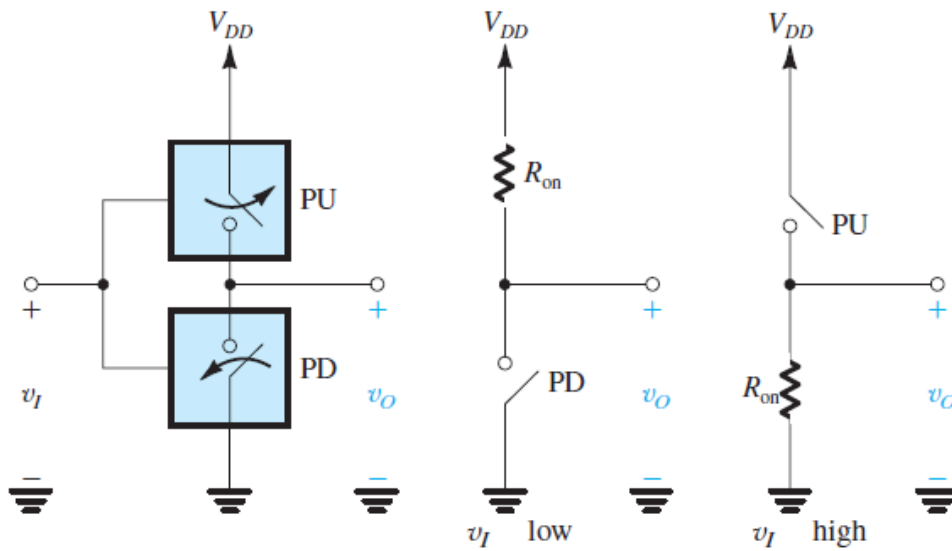 V_DD
V_DD
V_DD
R_on
PU
PU
+
+
+
+
PD
PD
R_on
v_I
v_O
v_O
v_O
−
−
−
−
v_I low
v_I high